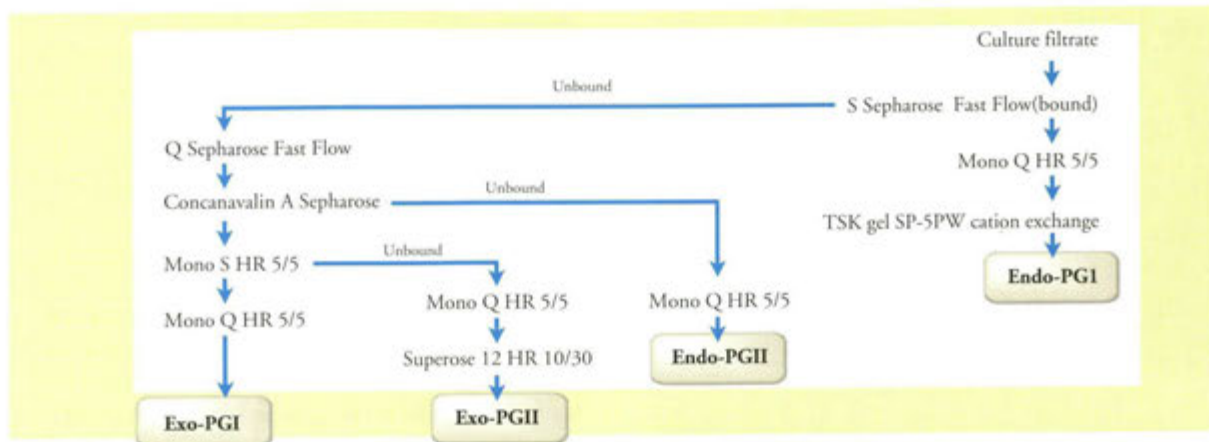 Culture filtrate
Unbound
S Sepharose Fast Flow(bound)
Q Sepharose Fast Flow
Mono Q HR 5/5
Unbound
Concanavalin A Sepharose
TSK gel SP-5PW cation exchange
Unbound
Mono S HR 5/5
Endo-PG1
Mono Q HR 5/5
Mono Q HR 5/5
Mono Q HR 5/5
Superose 12 HR 10/30
Endo-PGII
Exo-PGI
Exo-PGII